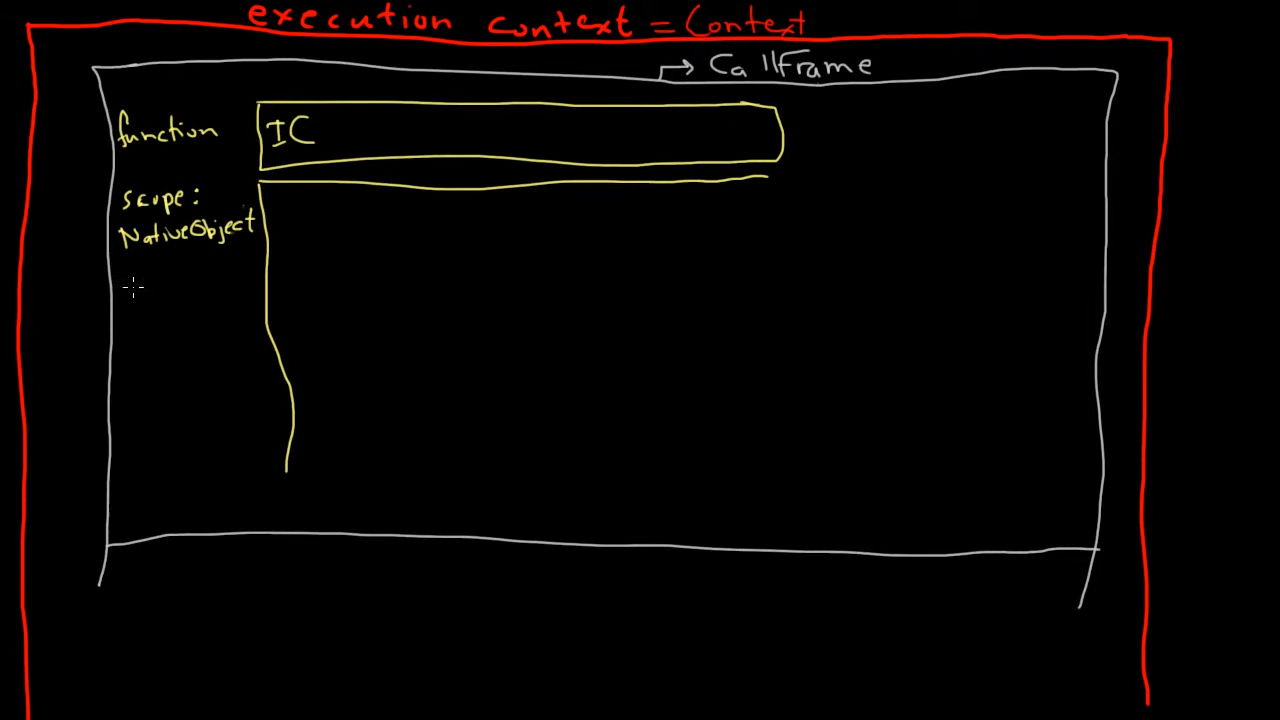 execution context = Context
CallFrame
function IC
scope:
NativeObject